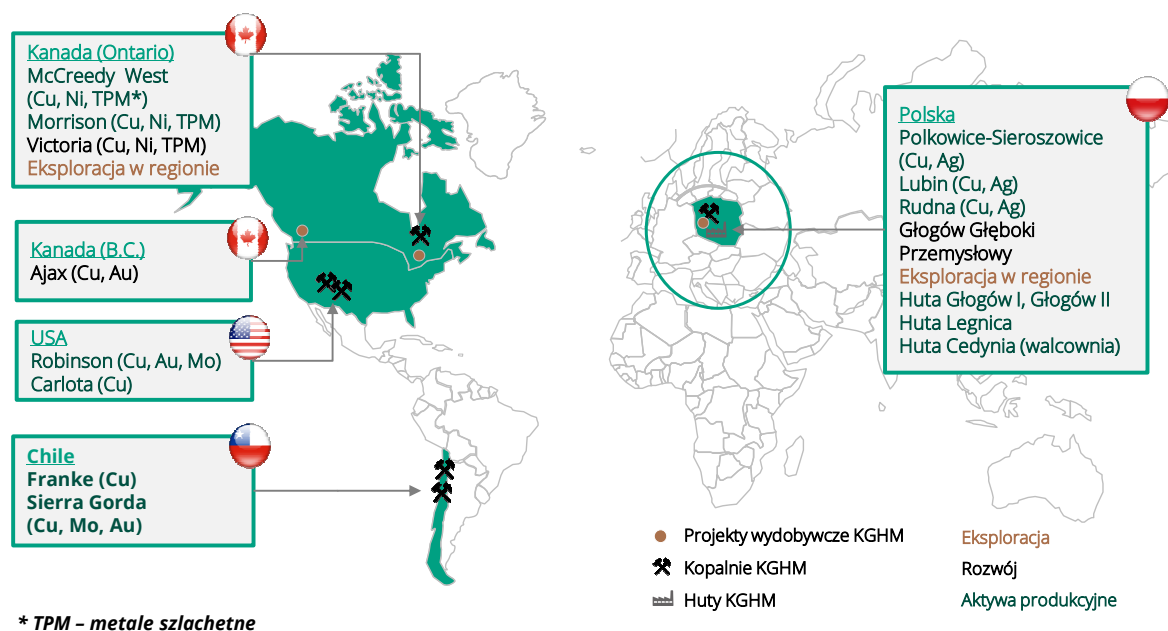 Kanada (Ontario)
McCreedy West
(Cu, Ni, TPM*)
Morrison (Cu, Ni, TPM)
Victoria (Cu, Ni, TPM)
Eksploracja w regionie
Kanada (B.C.)
Ajax (Cu, Au)
USA
Robinson (Cu, Au, Mo)
Carlota (Cu)
Chile
Franke (Cu)
Sierra Gorda
(Cu, Mo, Au)
* TPM – metale szlachetne
Polska
Polkowice-Sieroszowice
(Cu, Ag)
Lubin (Cu, Ag)
Rudna (Cu, Ag)
Głogów Głęboki
Przemysłowy
Eksploracja w regionie
Huta Głogów I, Głogów II
Huta Legnica
Huta Cedynia (walcownia)
Projekty wydobywcze KGHM
Kopalnie KGHM
Huty KGHM
Eksploracja
Rozwój
Aktywa produkcyjne